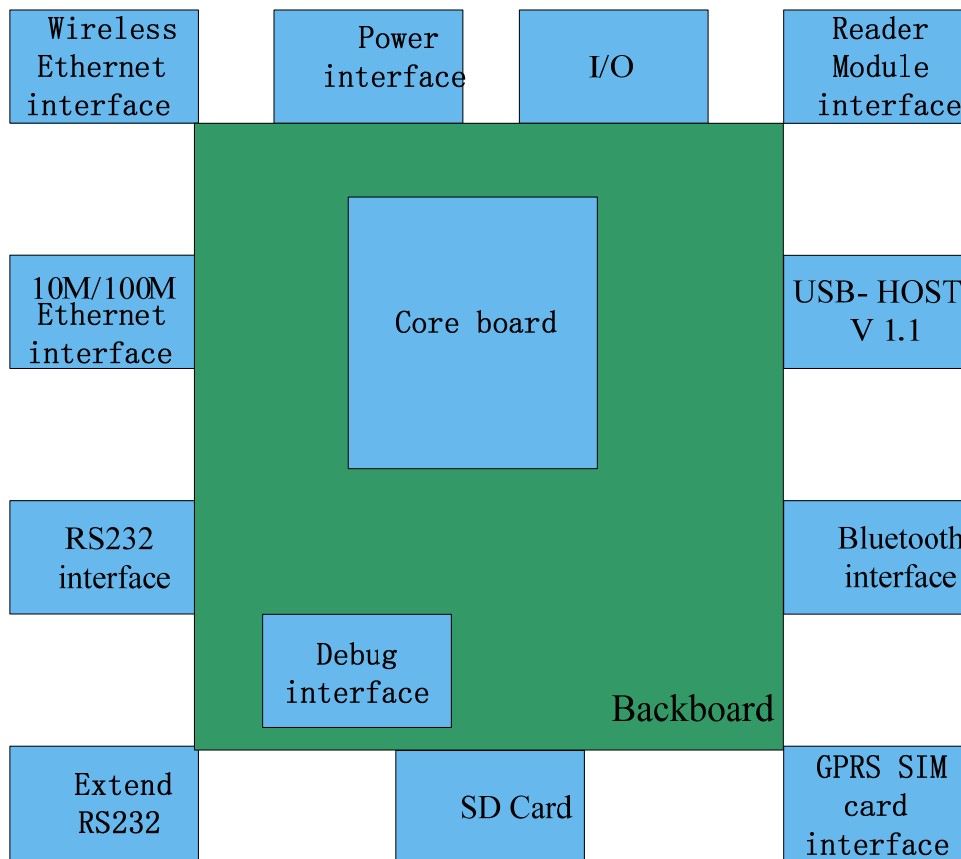 Wireless
Ethernet
interface
Power
interface
I/O
Reader
Module
interface
10M/100M
Ethernet
interface
Core board
USB- HOST
V 1.1
RS232
interface
Bluetooth
interface
Debug
interface
Backboard
Extend
RS232
SD Card
GPRS SIM
card
interface